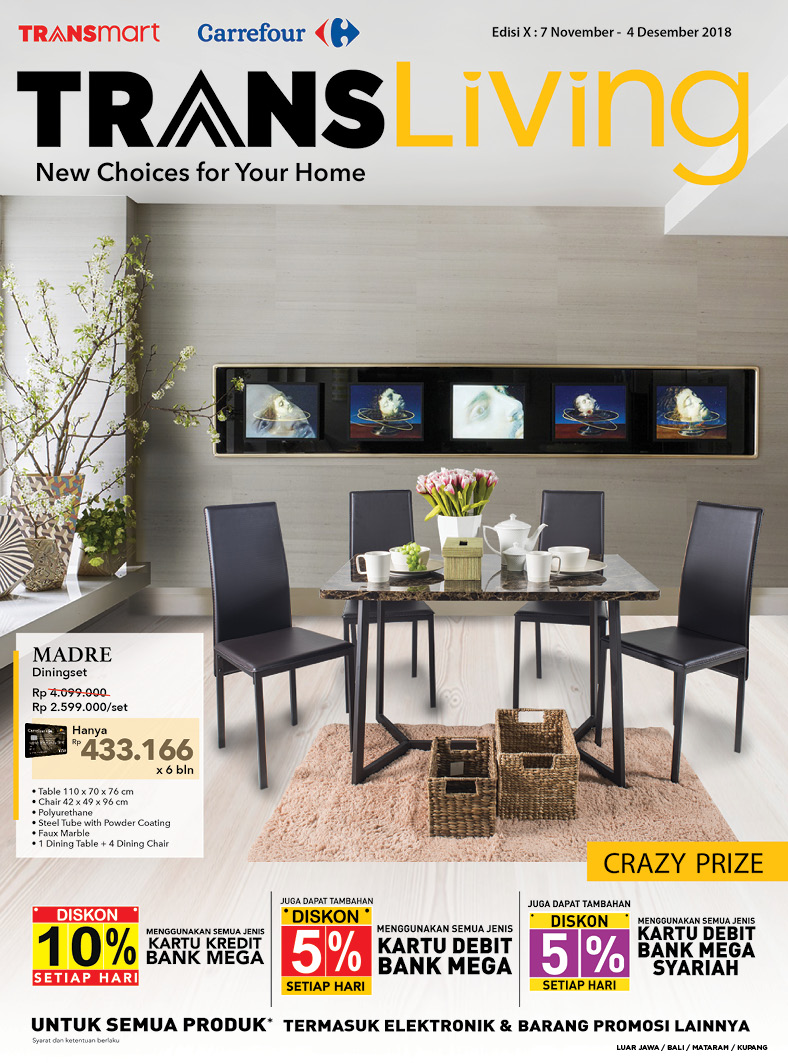 TRANSmart Carrefour Edisi X : 7 November - 4 Desember 2018
TRANSLiving
New Choices for Your Home
MADRE
Diningset
Rp 4.099.000
Rp 2.599.000/set
Hanya
Rp 433.166
x 6 bln
• Table 110 x 70 x 76 cm
• Chair 42 x 49 x 96 cm
• Polyurethane
• Steel Tube with Powder Coating
• Faux Marble
• 1 Dining Table + 4 Dining Chair
CRAZY PRIZE
DISKON
10%
SETIAP HARI
MENGGUNAKAN SEMUA JENIS
KARTU KREDIT
BANK MEGA
JUGA DAPAT TAMBAHAN
DISKON
5%
SETIAP HARI
MENGGUNAKAN SEMUA JENIS
KARTU DEBIT
BANK MEGA
JUGA DAPAT TAMBAHAN
DISKON
5%
SETIAP HARI
MENGGUNAKAN SEMUA JENIS
KARTU DEBIT
BANK MEGA
SYARIAH
UNTUK SEMUA PRODUK* TERMASUK ELEKTRONIK & BARANG PROMOSI LAINNYA
Syarat dan ketentuan berlaku
LUAR JAWA / BALI / MATARAM / KUPANG